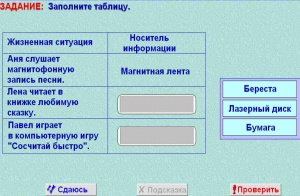 ЗАДАНИЕ: Заполните таблицу.
Жизненная ситуация
Носитель
информации
Аня слушает
магнитофонную
запись песни.
Магнитная лента
Лена читает в
книжке любимую
сказку.
Павел играет
в компьютерную игру
"Сосчитай быстро".
Береста
Лазерный диск
Бумага
Сдаюсь
Подсказка
Проверить